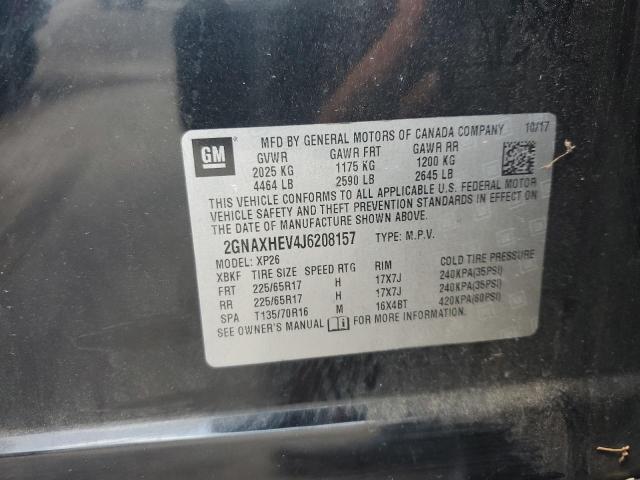 GM ® MFD BY GENERAL MOTORS OF CANADA COMPANY 10/17
GVWR GAWR FRT GAWR RR
2025 KG 1175 KG 1200 KG
4464 LB 2590 LB 2645 LB
THIS VEHICLE CONFORMS TO ALL APPLICABLE U.S. FEDERAL MOTOR
VEHICLE SAFETY AND THEFT PREVENTION STANDARDS IN EFFECT ON
THE DATE OF MANUFACTURE SHOWN ABOVE.
2GNAXHEV4J6208157 TYPE: M.P.V.
MODEL: XP26
XBKF TIRE SIZE SPEED RTG RIM COLD TIRE PRESSURE
FRT 225/65R17 H 17X7J 240KPA(35PSI)
RR 225/65R17 H 17X7J 240KPA(35PSI)
SPA T135/70R16 M 16X4BT 420KPA(60PSI)
SEE OWNER'S MANUAL FOR MORE INFORMATION.